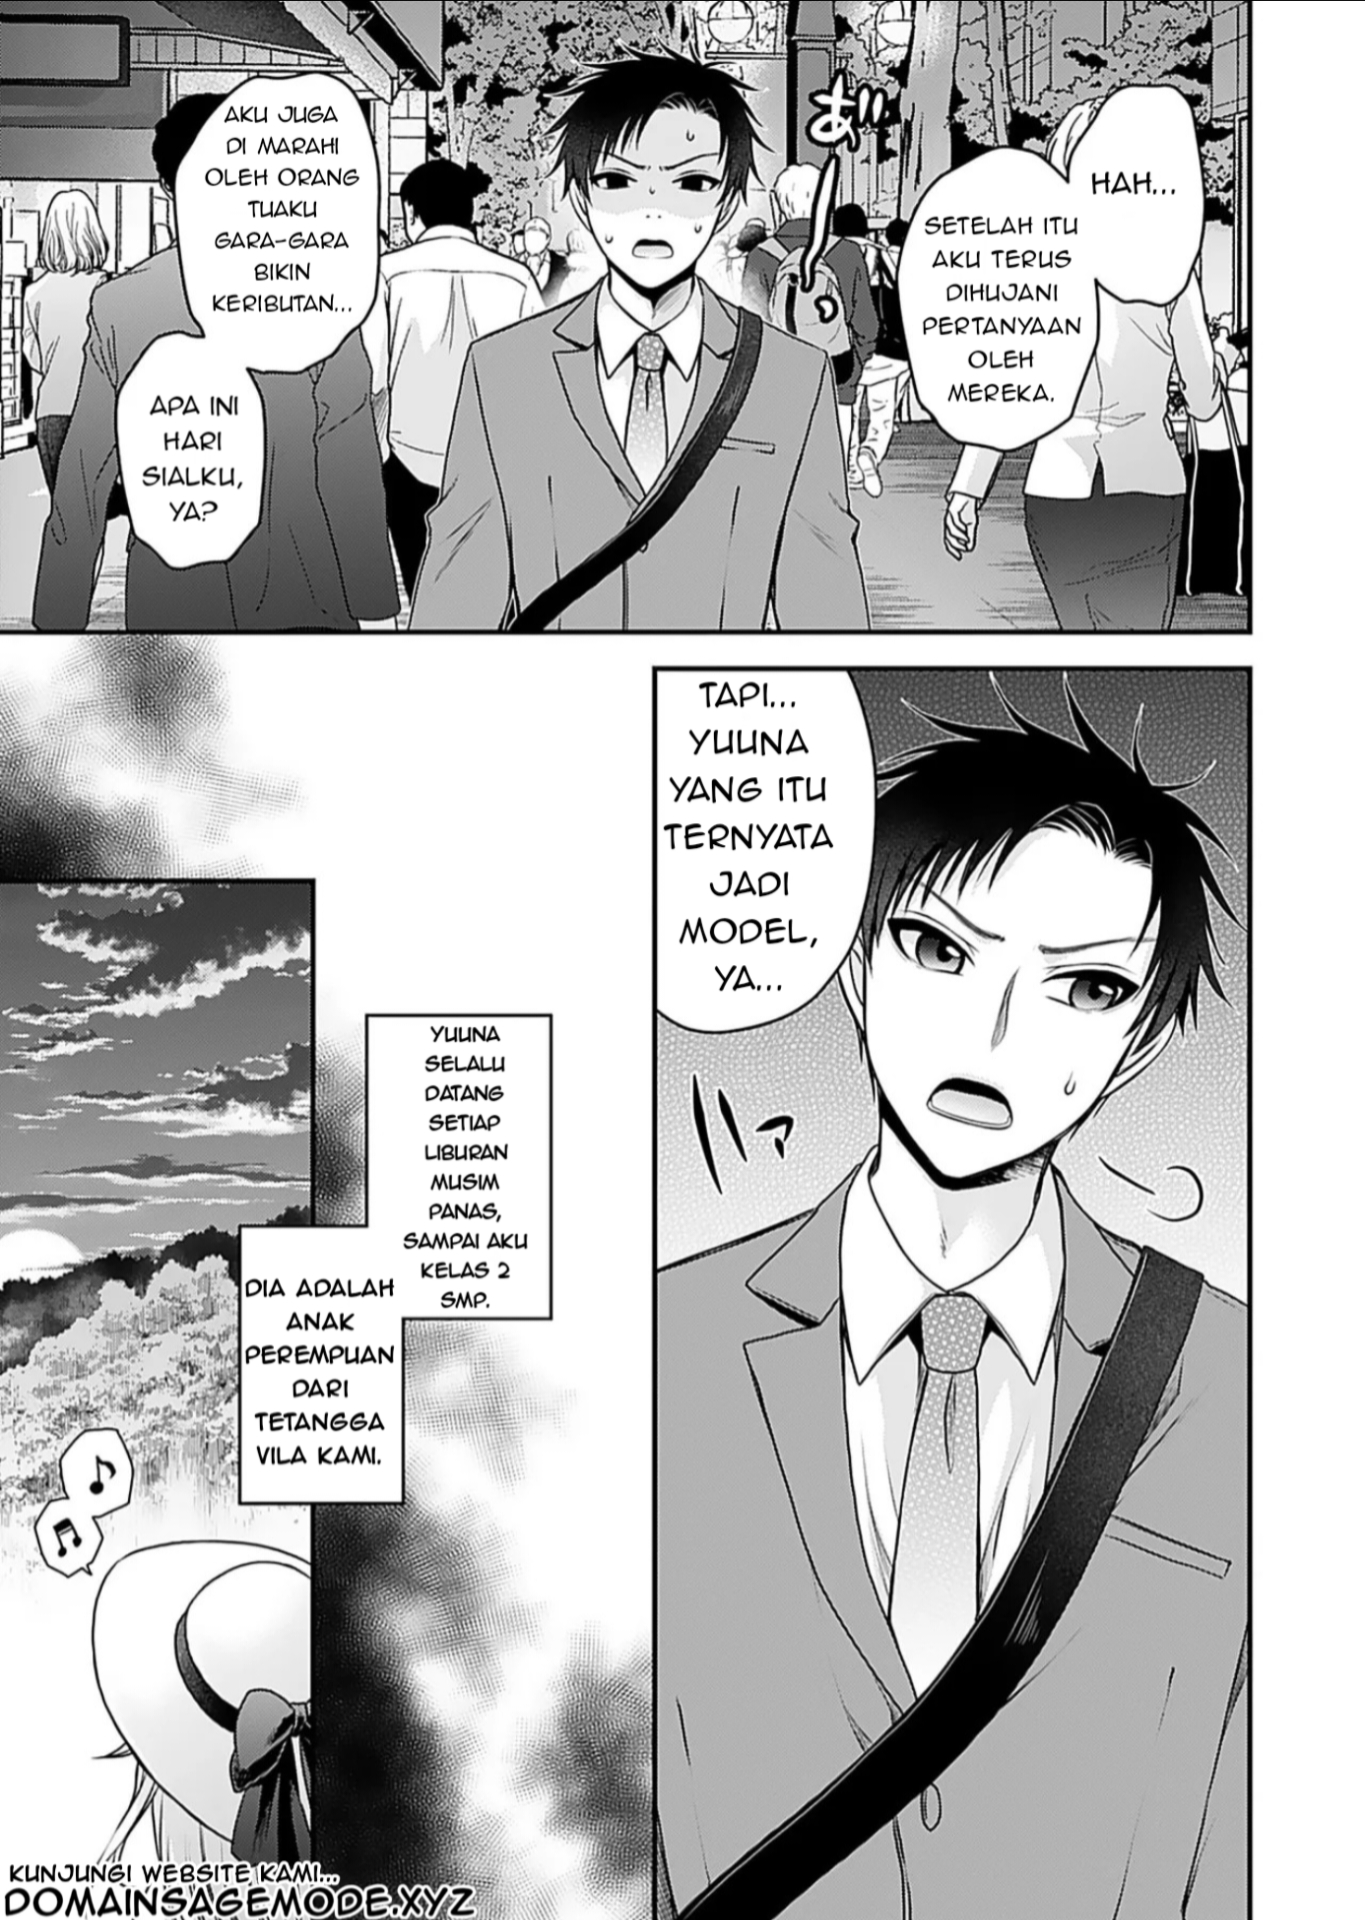 HAH...
SETELAH ITU
AKU TERUS
DIHUJANI
PERTANYAAN
OLEH
MEREKA.
あ゛
AKU JUGA
DI MARAHI
OLEH ORANG
TUAKU
GARA-GARA
BIKIN
KERIBUTAN...
APA INI
HARI
SIALKU,
YA?
TAPI...
YUUNA
YANG ITU
TERNYATA
JADI
MODEL,
YA...
ハァ
YUUNA
SELALU
DATANG
SETIAP
LIBURAN
MUSIM
PANAS,
SAMPAI AKU
KELAS 2
SMP.
DIA ADALAH
ANAK
PEREMPUAN
DARI
TETANGGA
VILA KAMI.
KUNJUNGI WEBSITE KAMI...
DOMAINSAGEMODE.XYZ